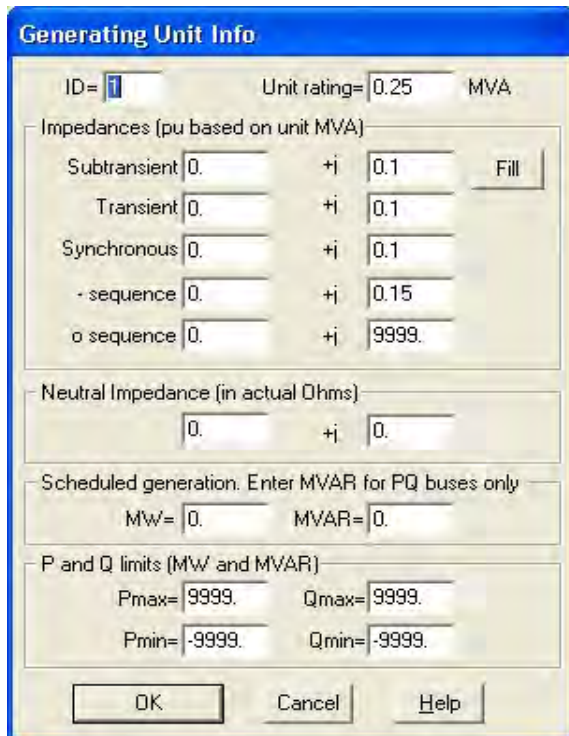 Generating Unit Info
ID= 1 Unit rating= 0.25 MVA
Impedances (pu based on unit MVA)
Subtransient 0. +j 0.1 Fill
Transient 0. +j 0.1
Synchronous 0. +j 0.1
- sequence 0. +j 0.15
o sequence 0. +j 9999.
Neutral Impedance (in actual Ohms)
0. +j 0.
Scheduled generation. Enter MVAR for PQ buses only
MW= 0. MVAR= 0.
P and Q limits (MW and MVAR)
Pmax= 9999. Qmax= 9999.
Pmin= -9999. Qmin= -9999.
OK Cancel Help